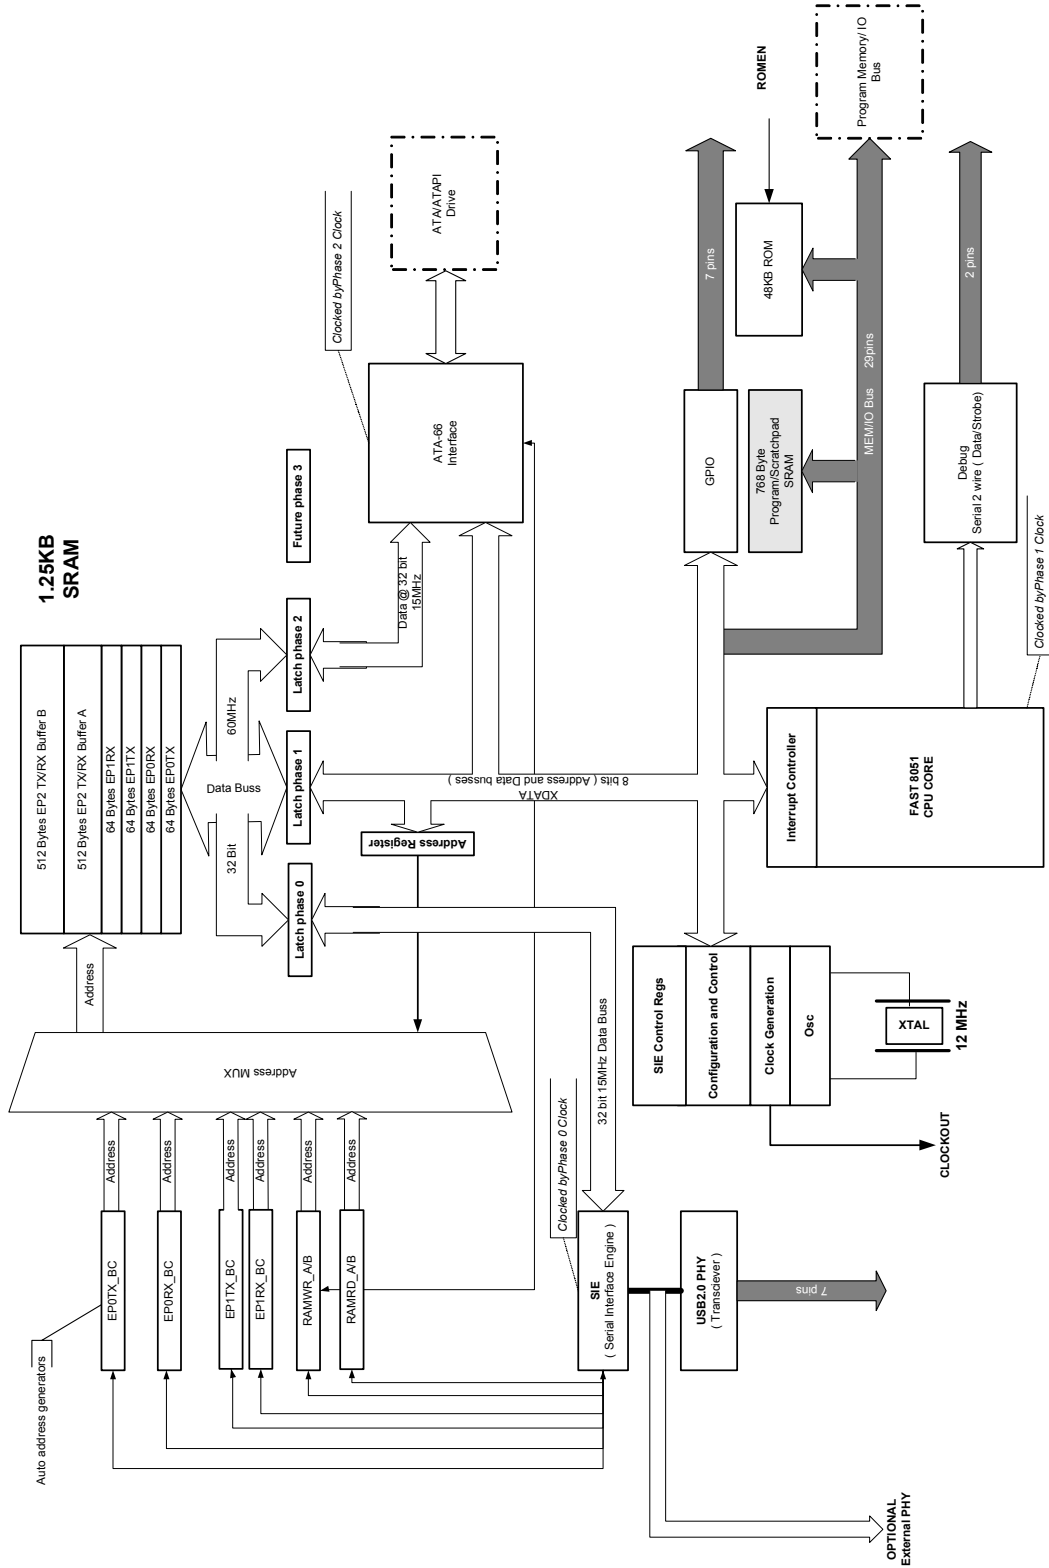 Auto address generators
EP0TX_BC
EP0RX_BC
EP1TX_BC
EP1RX_BC
RAMWR_A/B
RAMRD_A/B
Address
Address
Address
Address
Address
Address
Address MUX
Address
1.25KB
SRAM
512 Bytes EP2 TX/RX Buffer B
512 Bytes EP2 TX/RX Buffer A
64 Bytes EP1RX
64 Bytes EP1TX
64 Bytes EP0RX
64 Bytes EP0TX
32 Bit
Data Buss
60MHz
Latch phase 0
Latch phase 1
Latch phase 2
Future phase 3
Address Register
Data @ 32 bit
15MHz
Clocked byPhase 2 Clock
ATA-66
Interface
ATA/ATAPI
Drive
XDATA
8 bits ( Address and Data busses )
Clocked byPhase 0 Clock
32 bit 15MHz Data Buss
SIE
( Serial Interface Engine )
USB2.0 PHY
( Transciever )
7 pins
OPTIONAL
External PHY
SIE Control Regs
Configuration and Control
Clock Generation
Osc
XTAL
12 MHz
CLOCKOUT
Interrupt Controller
FAST 8051
CPU CORE
Clocked byPhase 1 Clock
GPIO
7 pins
768 Byte
Program/Scratchpad
SRAM
48KB ROM
ROMEN
MEM/IO Bus 29pins
Program Memory/ IO
Bus
Debug
Serial 2 wire ( Data/Strobe)
2 pins